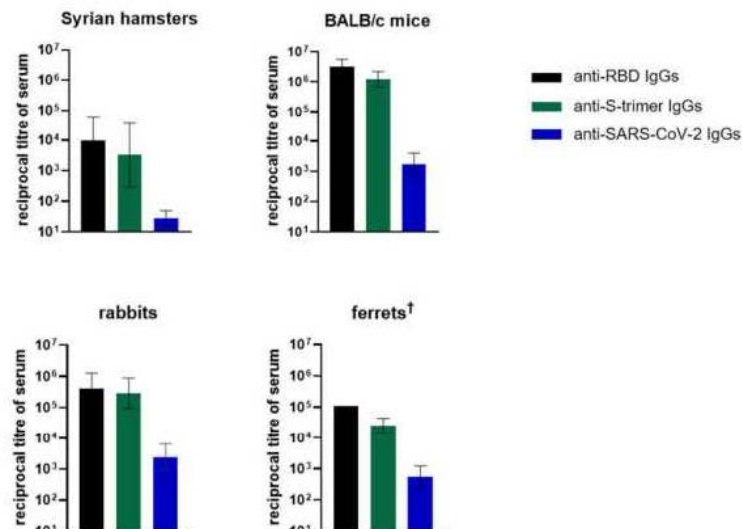 Syrian hamsters
BALB/c mice
reciprocal titre of serum
10⁷
10⁶
10⁵
10⁴
10³
10²
10¹
reciprocal titre of serum
10⁷
10⁶
10⁵
10⁴
10³
10²
10¹
anti-RBD IgGs
anti-S-trimer IgGs
anti-SARS-CoV-2 IgGs
rabbits
ferrets†
reciprocal titre of serum
10⁷
10⁶
10⁵
10⁴
10³
10²
10¹
reciprocal titre of serum
10⁷
10⁶
10⁵
10⁴
10³
10²
10¹